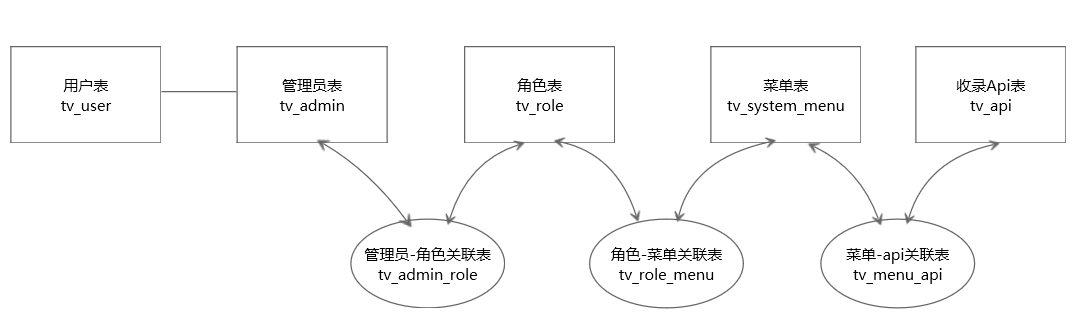 用户表
tv_user
管理员表
tv_admin
角色表
tv_role
菜单表
tv_system_menu
收录Api表
tv_api
管理员-角色关联表
tv_admin_role
角色-菜单关联表
tv_role_menu
菜单-api关联表
tv_menu_api